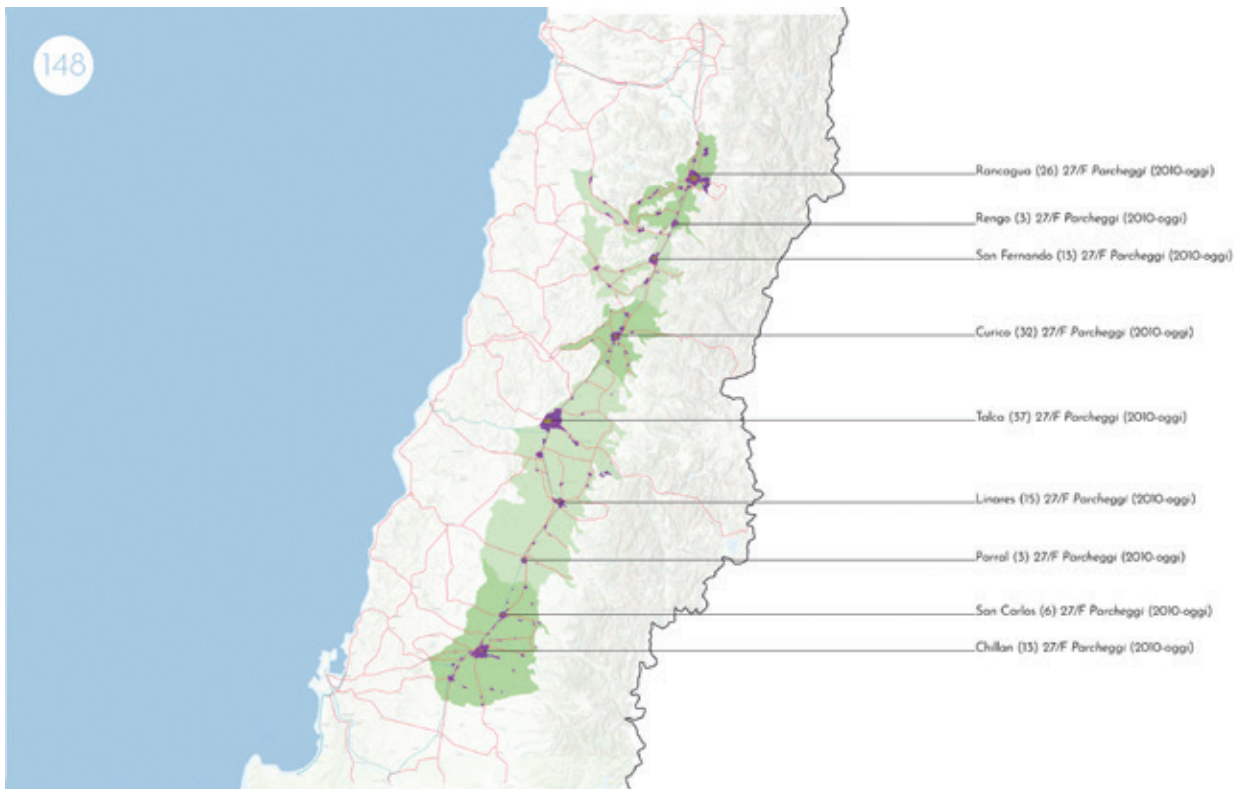 148
Rancagua (26) 27/F Parcheggi (2010-oggi)
Rengo (3) 27/F Parcheggi (2010-oggi)
San Fernando (13) 27/F Parcheggi (2010-oggi)
Curico (32) 27/F Parcheggi (2010-oggi)
Talca (37) 27/F Parcheggi (2010-oggi)
Linares (15) 27/F Parcheggi (2010-oggi)
Parral (3) 27/F Parcheggi (2010-oggi)
San Carlos (6) 27/F Parcheggi (2010-oggi)
Chillan (13) 27/F Parcheggi (2010-oggi)